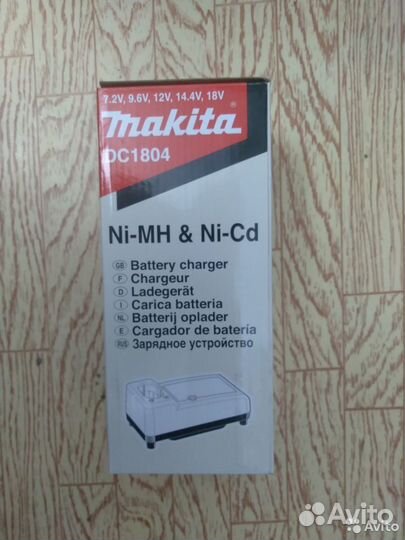 7.2V, 9.6V, 12V, 14.4V, 18V
makita®
DC1804
Ni-MH & Ni-Cd
GB Battery charger
F Chargeur
D Ladegerät
I Carica batteria
NL Batterij oplader
E Cargador de batería
RUS Зарядное устройство
Avito
Avito